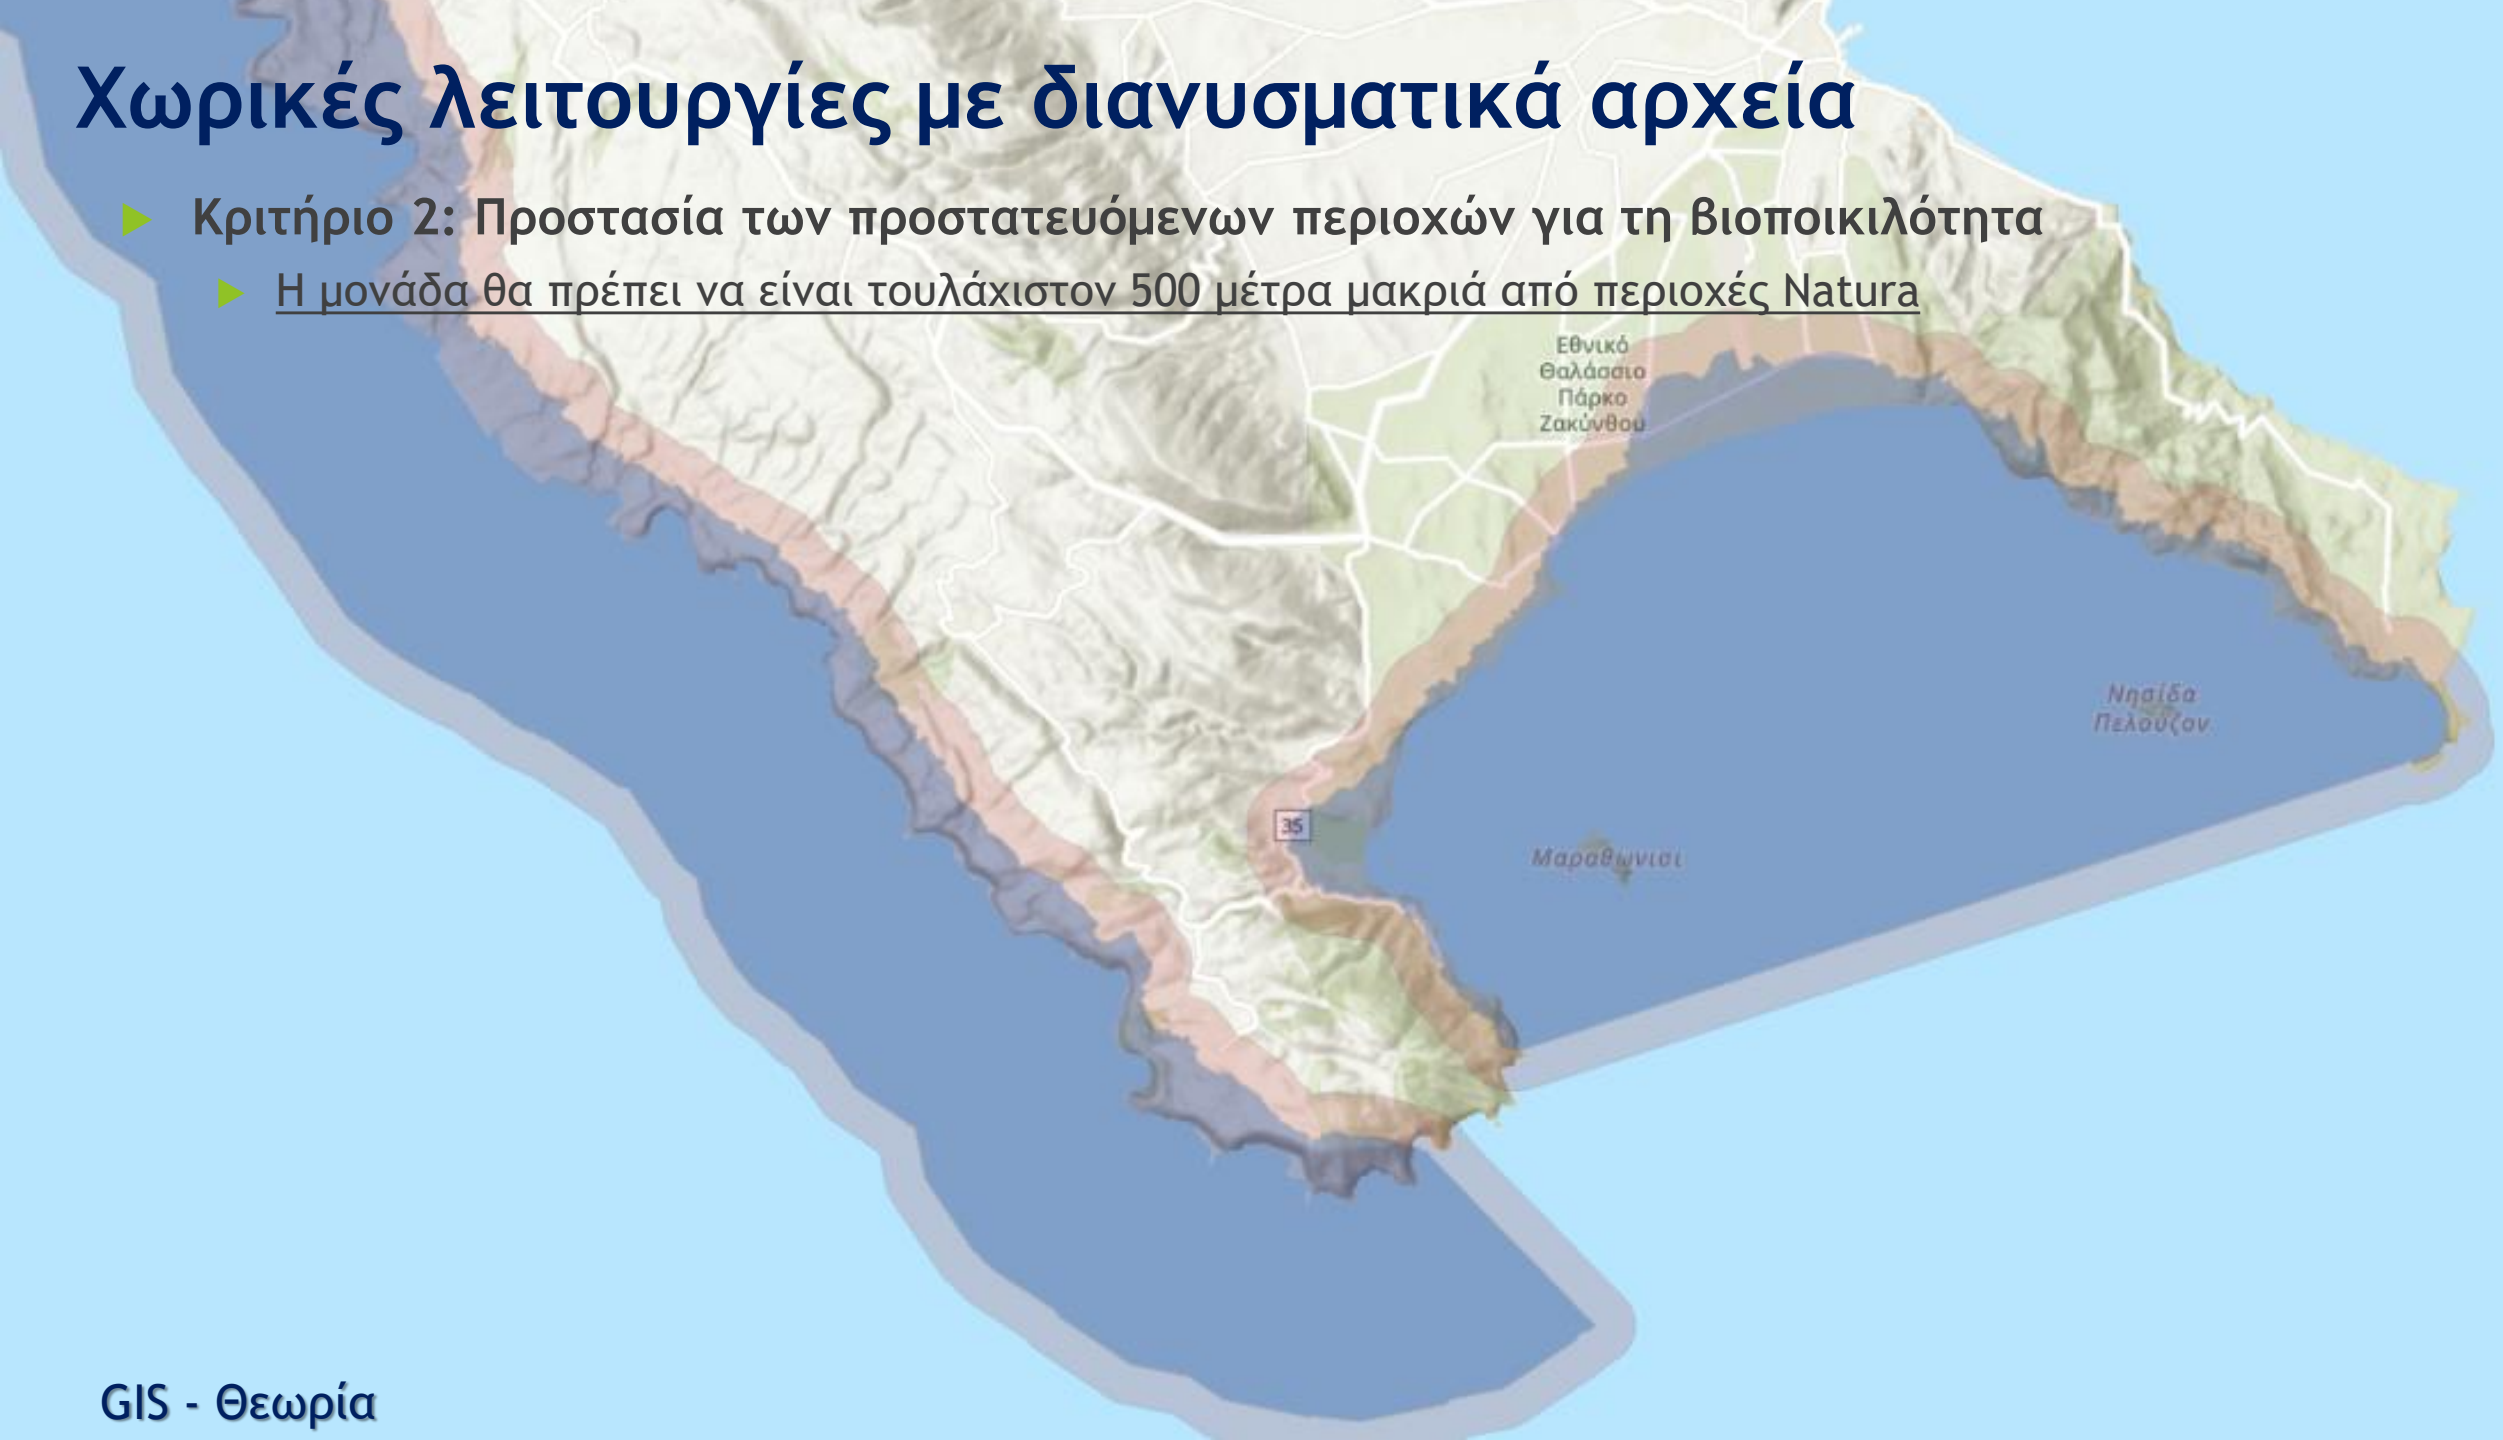 Χωρικές λειτουργίες με διανυσματικά αρχεία
Κριτήριο 2: Προστασία των προστατευόμενων περιοχών για τη βιοποικιλότητα
Η μονάδα θα πρέπει να είναι τουλάχιστον 500 μέτρα μακριά από περιοχές Natura
Εθνικό
Θαλάσσιο
Πάρκο
Ζακύνθου
Νησίδα
Πελούζον
35
Μαραθωνισι
GIS - Θεωρία